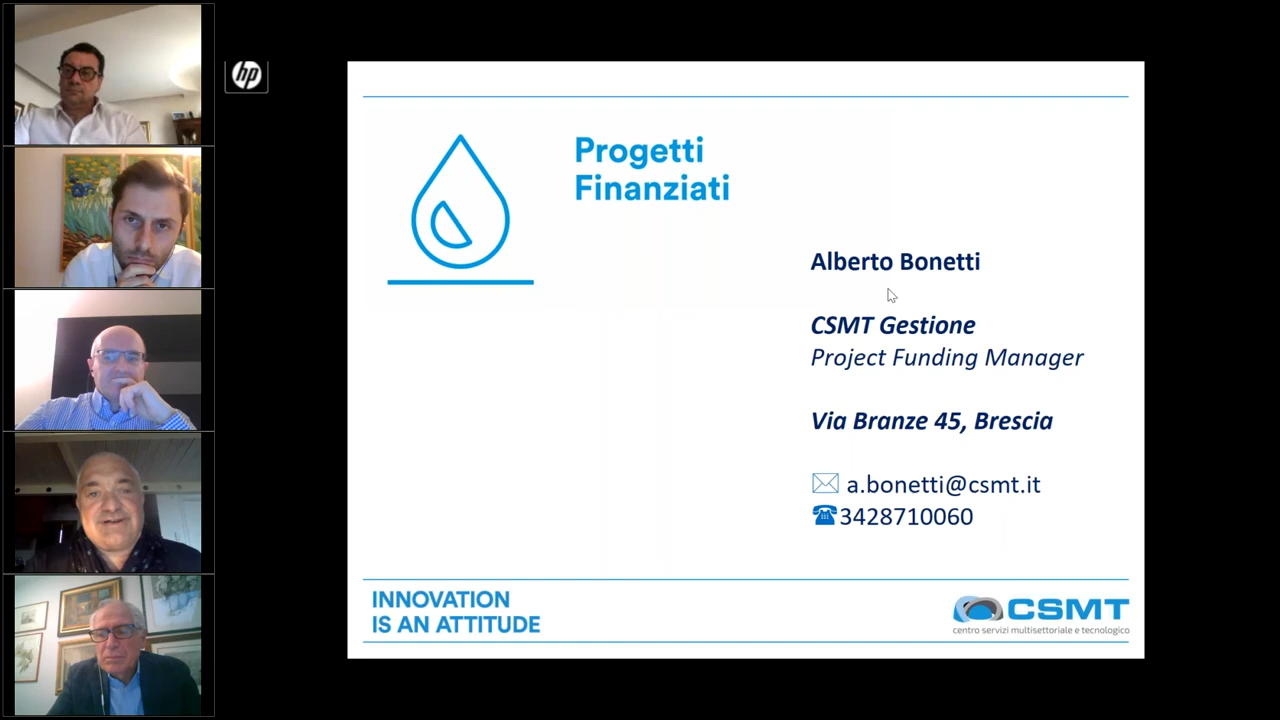 hp
Progetti
Finanziati
Alberto Bonetti
CSMT Gestione
Project Funding Manager
Via Branze 45, Brescia
a.bonetti@csmt.it
3428710060
INNOVATION
IS AN ATTITUDE
CSMT
centro servizi multisettoriale e tecnologico